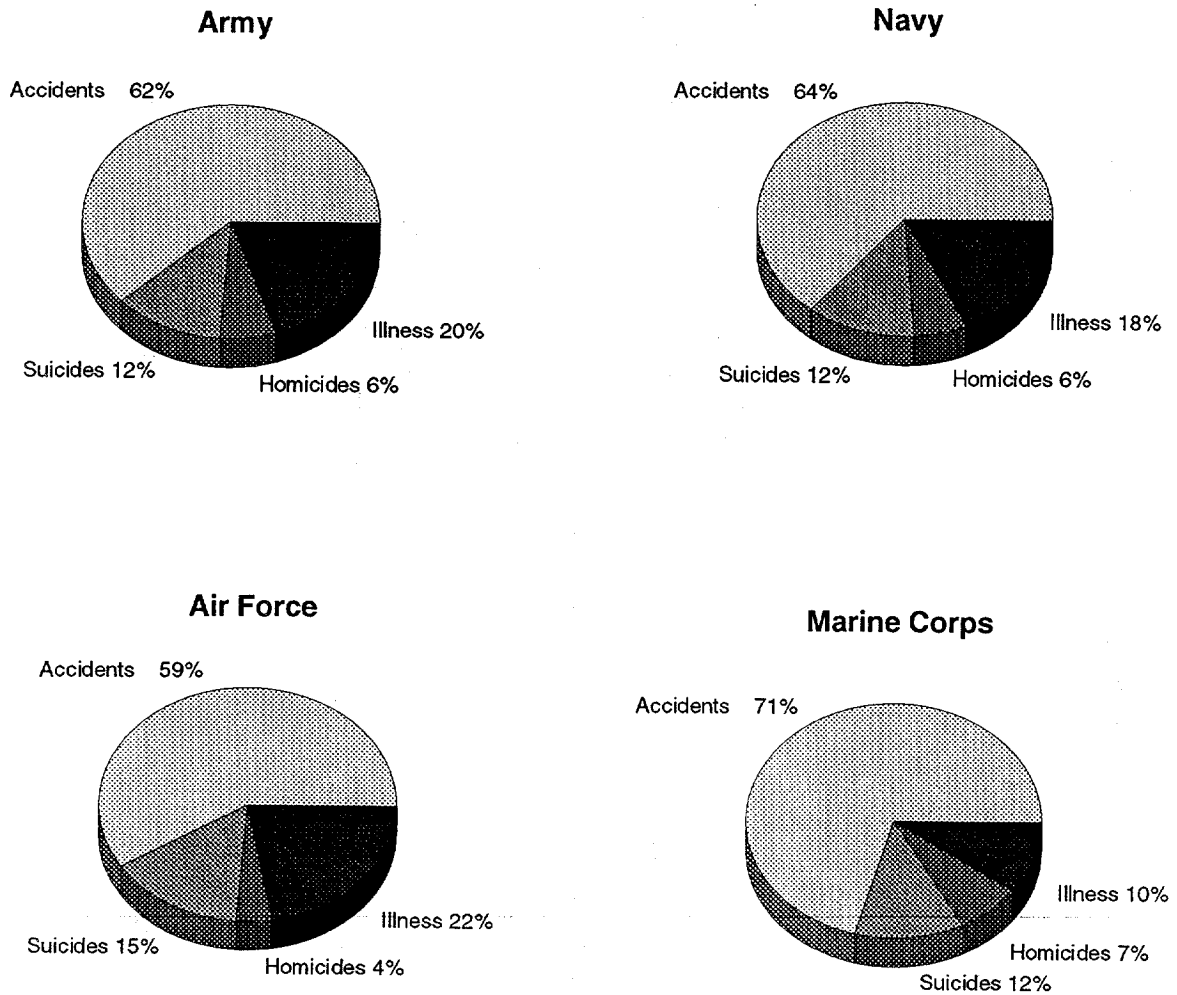 Army
Accidents 62%
Illness 20%
Suicides 12%
Homicides 6%
Navy
Accidents 64%
Illness 18%
Suicides 12%
Homicides 6%
Air Force
Accidents 59%
Illness 22%
Suicides 15%
Homicides 4%
Marine Corps
Accidents 71%
Illness 10%
Homicides 7%
Suicides 12%